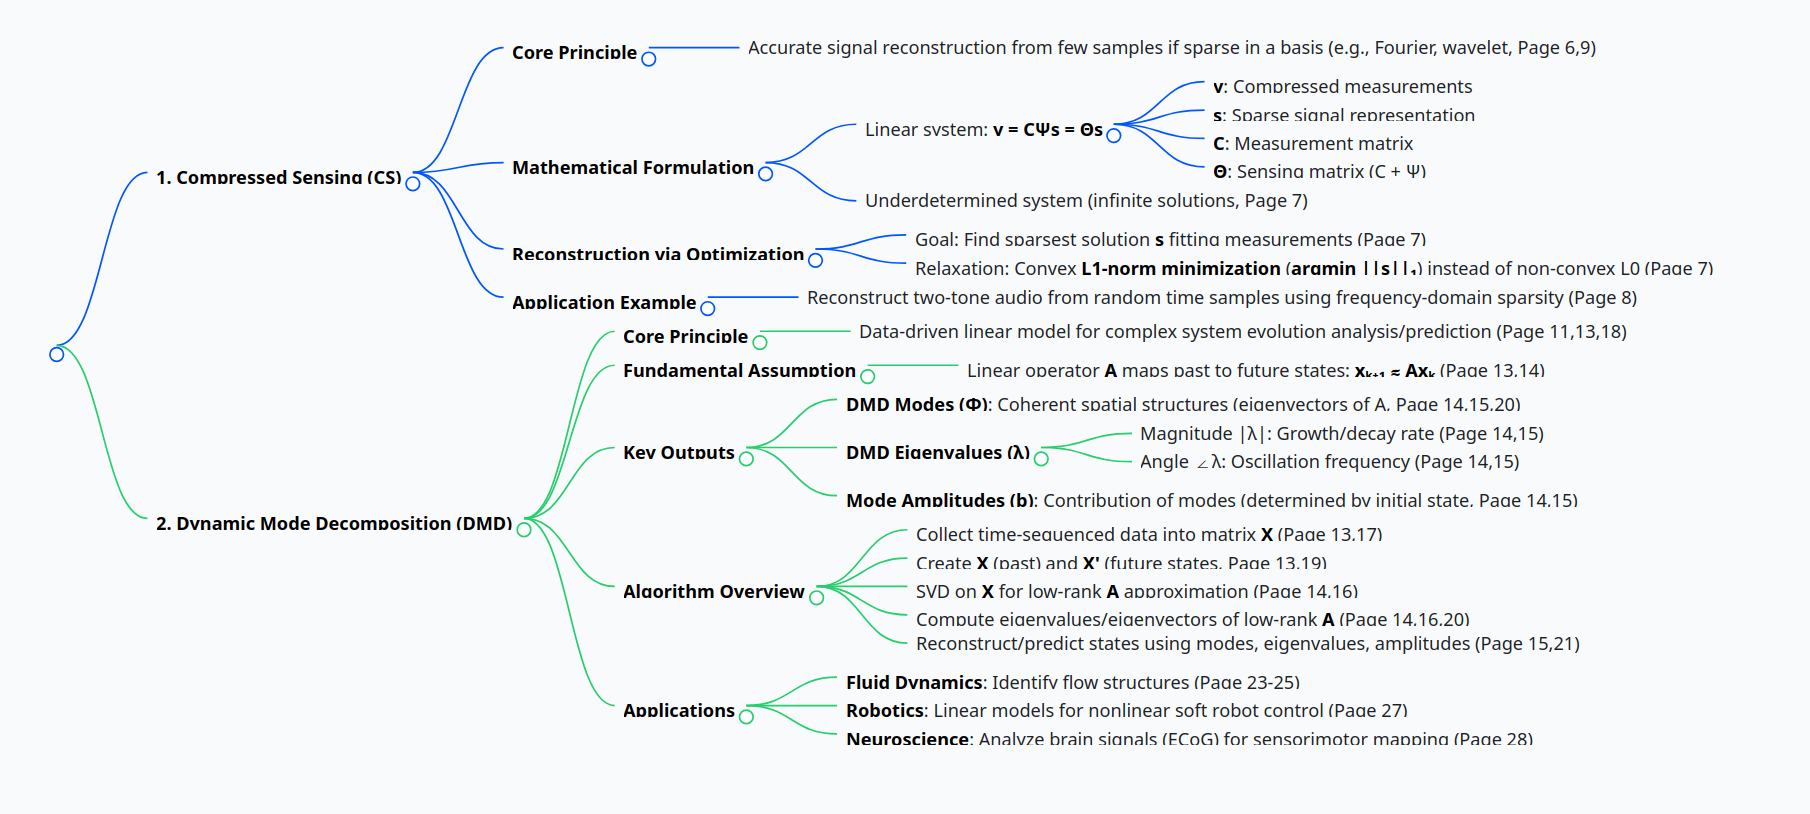 Core Principle
Accurate signal reconstruction from few samples if sparse in a basis (e.g., Fourier, wavelet, Page 6,9)
1. Compressed Sensing (CS)
Mathematical Formulation
Linear system: y = CΨs = Θs
y: Compressed measurements
s: Sparse signal representation
C: Measurement matrix
Θ: Sensing matrix (C + Ψ)
Underdetermined system (infinite solutions, Page 7)
Reconstruction via Optimization
Goal: Find sparsest solution s fitting measurements (Page 7)
Relaxation: Convex L1-norm minimization (argmin ||s||₁) instead of non-convex L0 (Page 7)
Application Example
Reconstruct two-tone audio from random time samples using frequency-domain sparsity (Page 8)
2. Dynamic Mode Decomposition (DMD)
Core Principle
Data-driven linear model for complex system evolution analysis/prediction (Page 11,13,18)
Fundamental Assumption
Linear operator A maps past to future states: xₖ₊₁ ≈ Axₖ (Page 13,14)
Key Outputs
DMD Modes (Φ): Coherent spatial structures (eigenvectors of A, Page 14,15,20)
DMD Eigenvalues (λ)
Magnitude |λ|: Growth/decay rate (Page 14,15)
Angle ∠λ: Oscillation frequency (Page 14,15)
Mode Amplitudes (b): Contribution of modes (determined by initial state, Page 14,15)
Algorithm Overview
Collect time-sequenced data into matrix X (Page 13,17)
Create X (past) and X' (future states, Page 13,19)
SVD on X for low-rank A approximation (Page 14,16)
Compute eigenvalues/eigenvectors of low-rank A (Page 14,16,20)
Reconstruct/predict states using modes, eigenvalues, amplitudes (Page 15,21)
Applications
Fluid Dynamics: Identify flow structures (Page 23-25)
Robotics: Linear models for nonlinear soft robot control (Page 27)
Neuroscience: Analyze brain signals (ECoG) for sensorimotor mapping (Page 28)